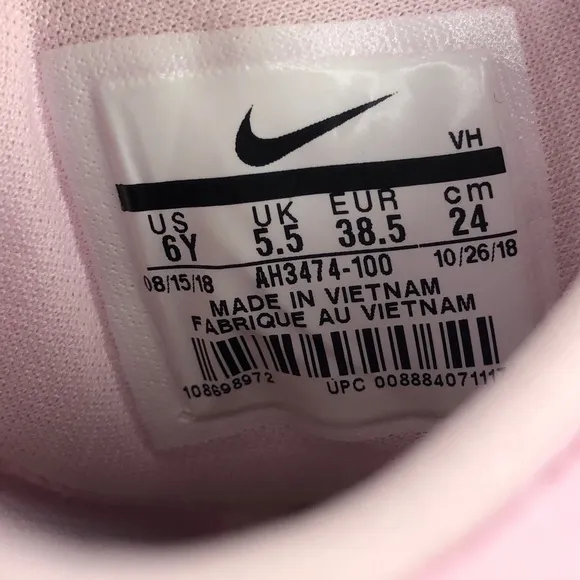 VH
US UK EUR cm
6Y 5.5 38.5 24
08/15/18 AH3474-100 10/26/18
MADE IN VIETNAM
FABRIQUE AU VIETNAM
108698972 UPC